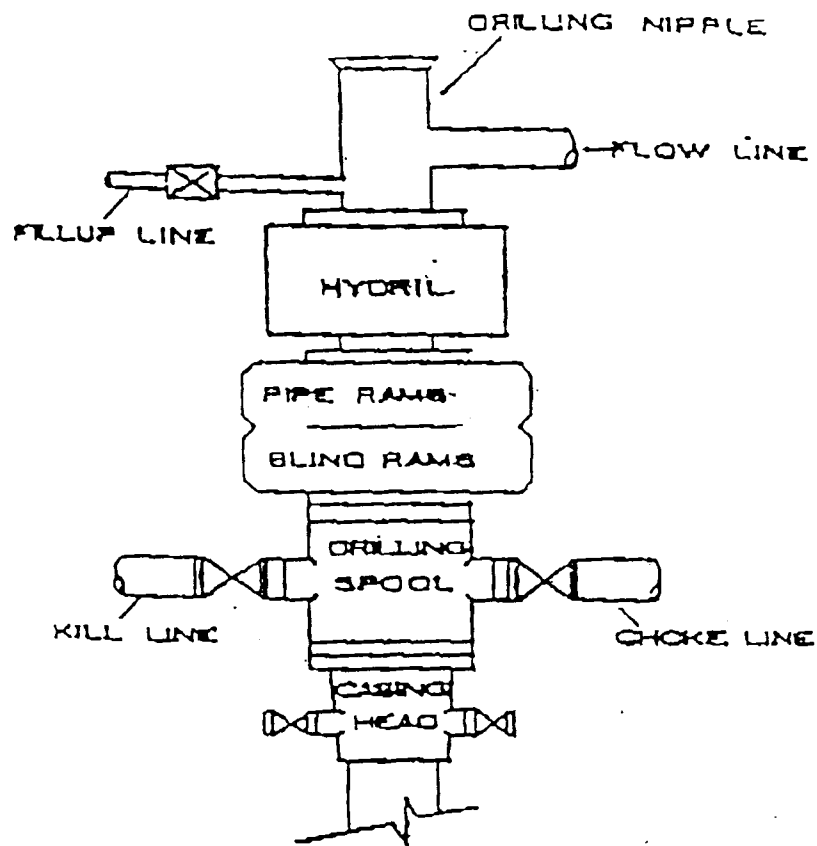 DRILLING NIPPLE
FLOW LINE
FILLUP LINE
HYDRIL
PIPE RAMS
BLIND RAMS
DRILLING
SPOOL
KILL LINE
CHOKE LINE
CASING
HEAD